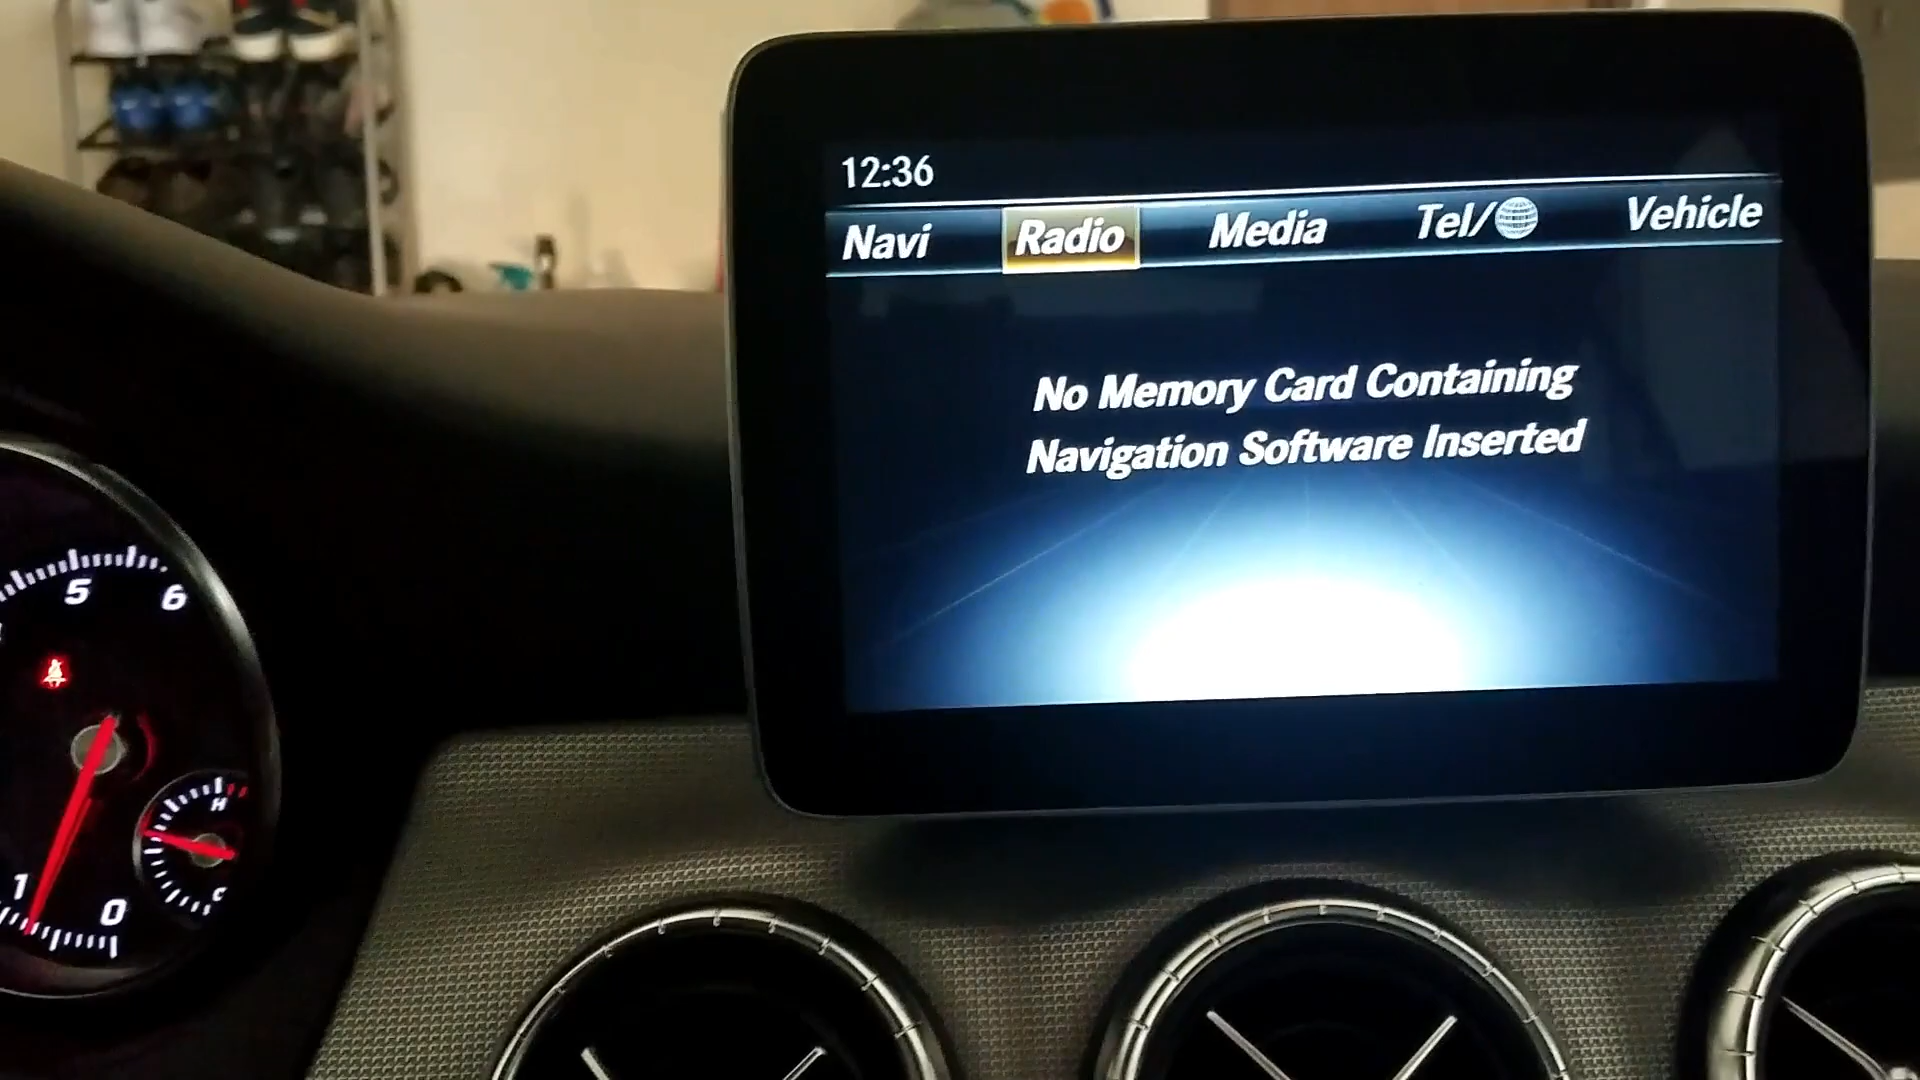 12:36
Navi Radio Media Tel/ Vehicle
No Memory Card Containing
Navigation Software Inserted
5 6
1 0
H
C